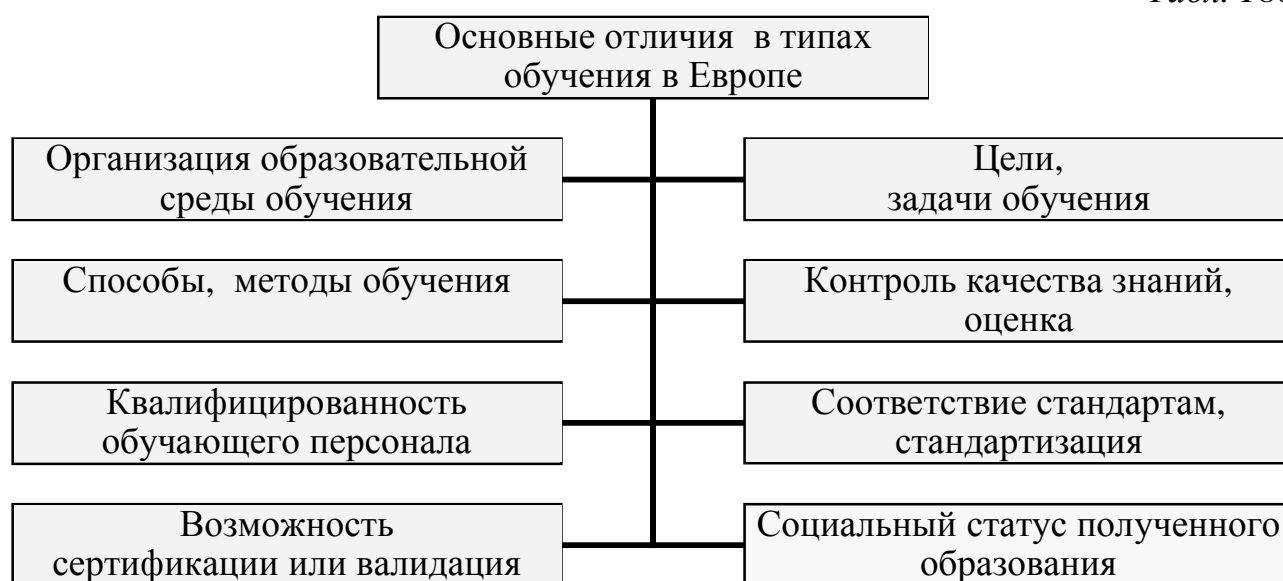 Основные отличия в типах
обучения в Европе
Организация образовательной
среды обучения
Цели,
задачи обучения
Способы, методы обучения
Контроль качества знаний,
оценка
Квалифицированность
обучающего персонала
Соответствие стандартам,
стандартизация
Возможность
сертификации или валидация
Социальный статус полученного
образования